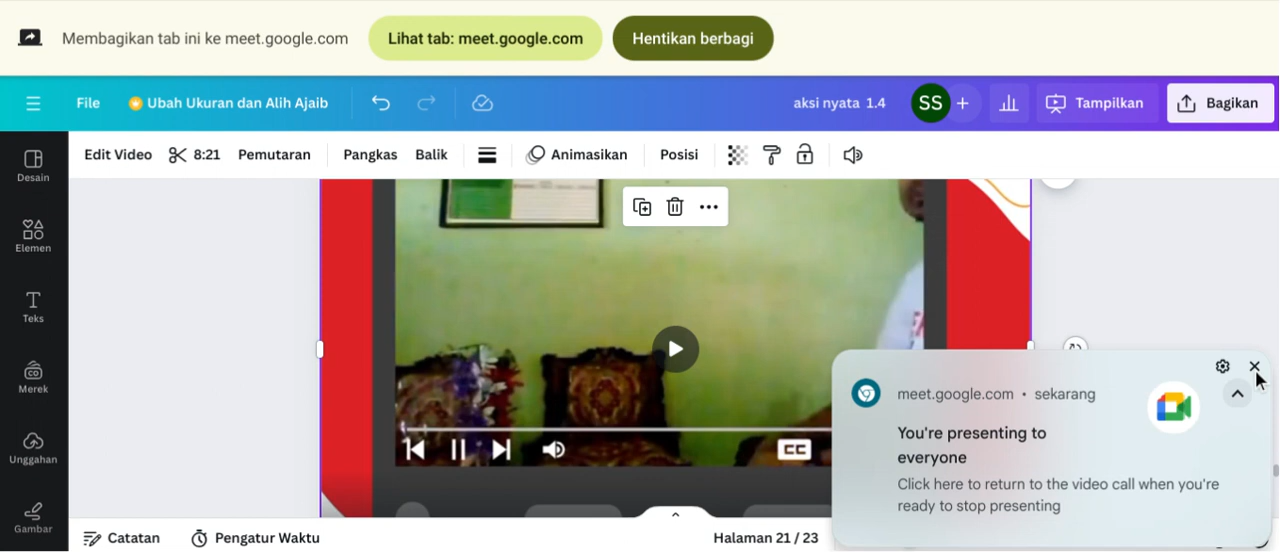 Membagikan tab ini ke meet.google.com Lihat tab: meet.google.com Hentikan berbagi
File Ubah Ukuran dan Alih Ajaib aksi nyata 1.4 SS + Tampilkan Bagikan
Edit Video 8:21 Pemutaran Pangkas Balik Animasikan Posisi
Desain
Elemen
Teks
Merek
Unggahan
Gambar
CC
meet.google.com • sekarang
You're presenting to
everyone
Click here to return to the video call when you're
ready to stop presenting
Catatan Pengatur Waktu Halaman 21 / 23